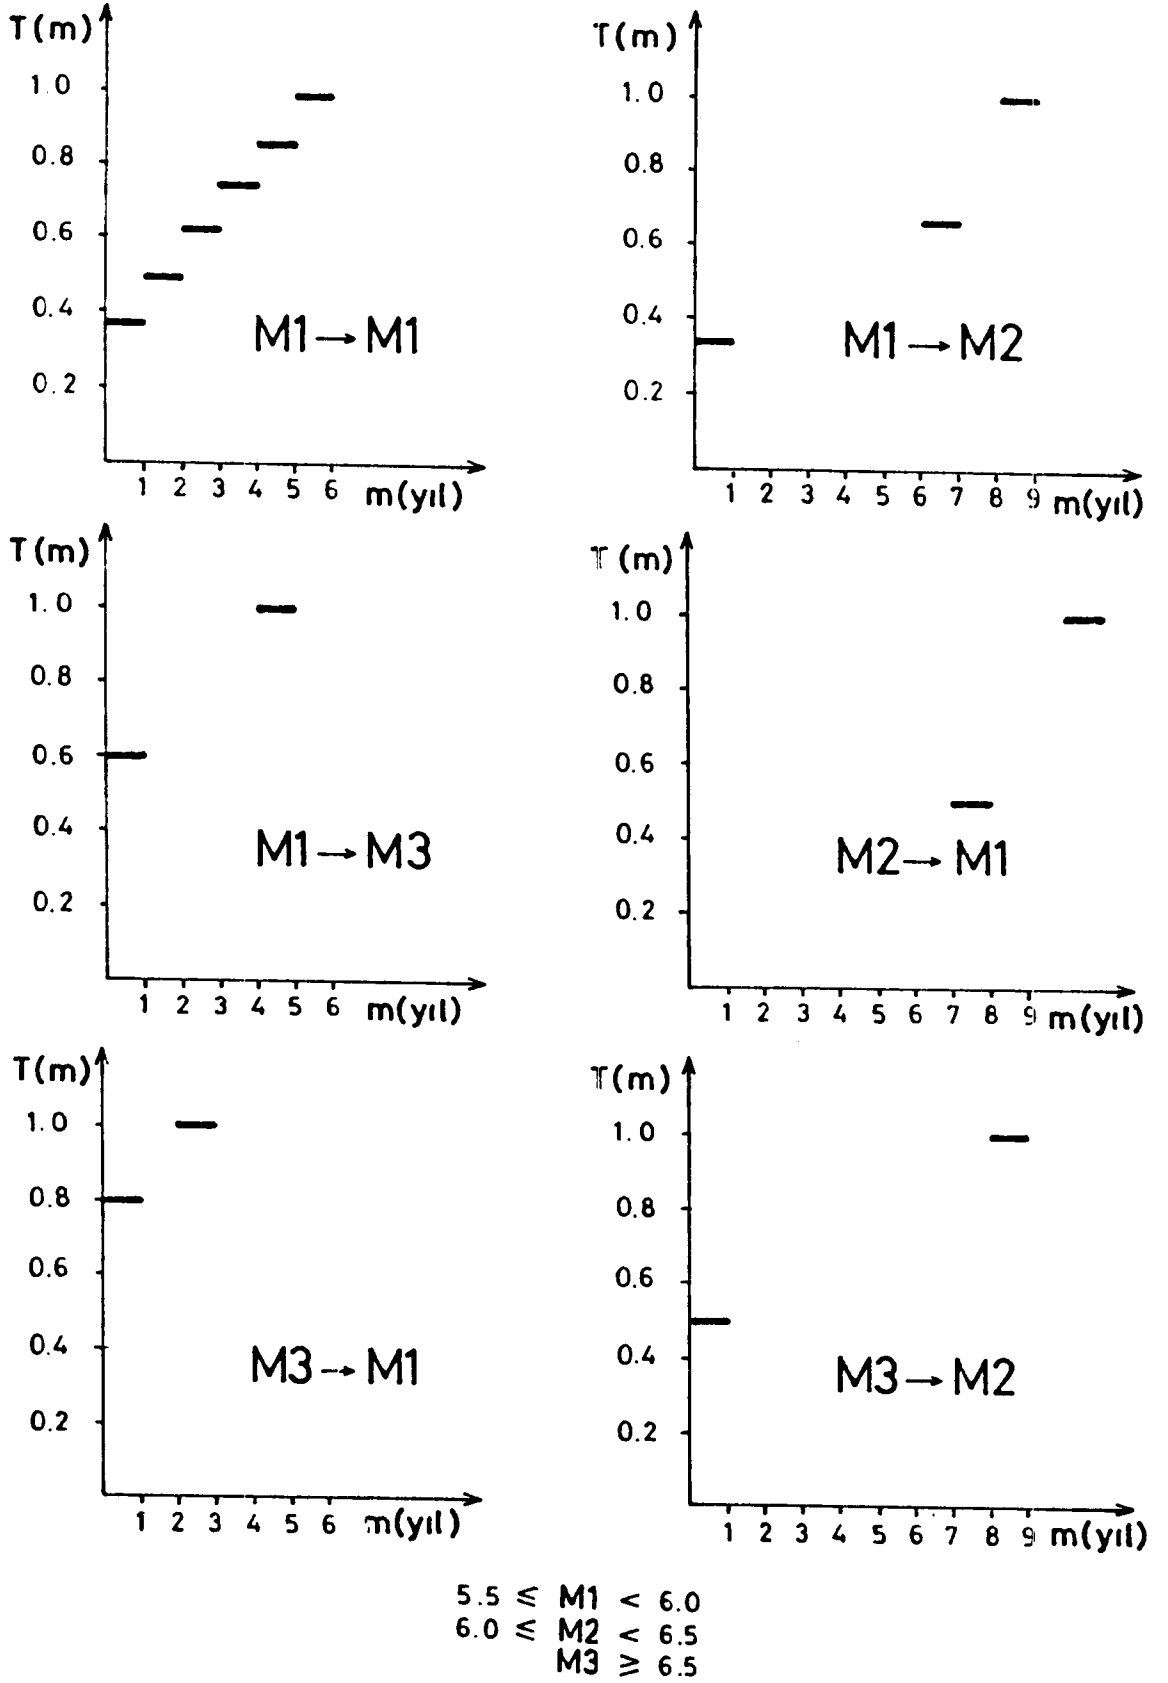 T(m)
1.0
0.8
0.6
0.4
0.2
M1 → M1
1 2 3 4 5 6 m(yıl)
T(m)
1.0
0.8
0.6
0.4
0.2
M1 → M2
1 2 3 4 5 6 7 8 9 m(yıl)
T(m)
1.0
0.8
0.6
0.4
0.2
M1 → M3
1 2 3 4 5 6 m(yıl)
T(m)
1.0
0.8
0.6
0.4
0.2
M2 → M1
1 2 3 4 5 6 7 8 9 m(yıl)
T(m)
1.0
0.8
0.6
0.4
0.2
M3 → M1
1 2 3 4 5 6 m(yıl)
T(m)
1.0
0.8
0.6
0.4
0.2
M3 → M2
1 2 3 4 5 6 7 8 9 m(yıl)
5.5 ≤ M1 < 6.0
6.0 ≤ M2 < 6.5
M3 ≥ 6.5